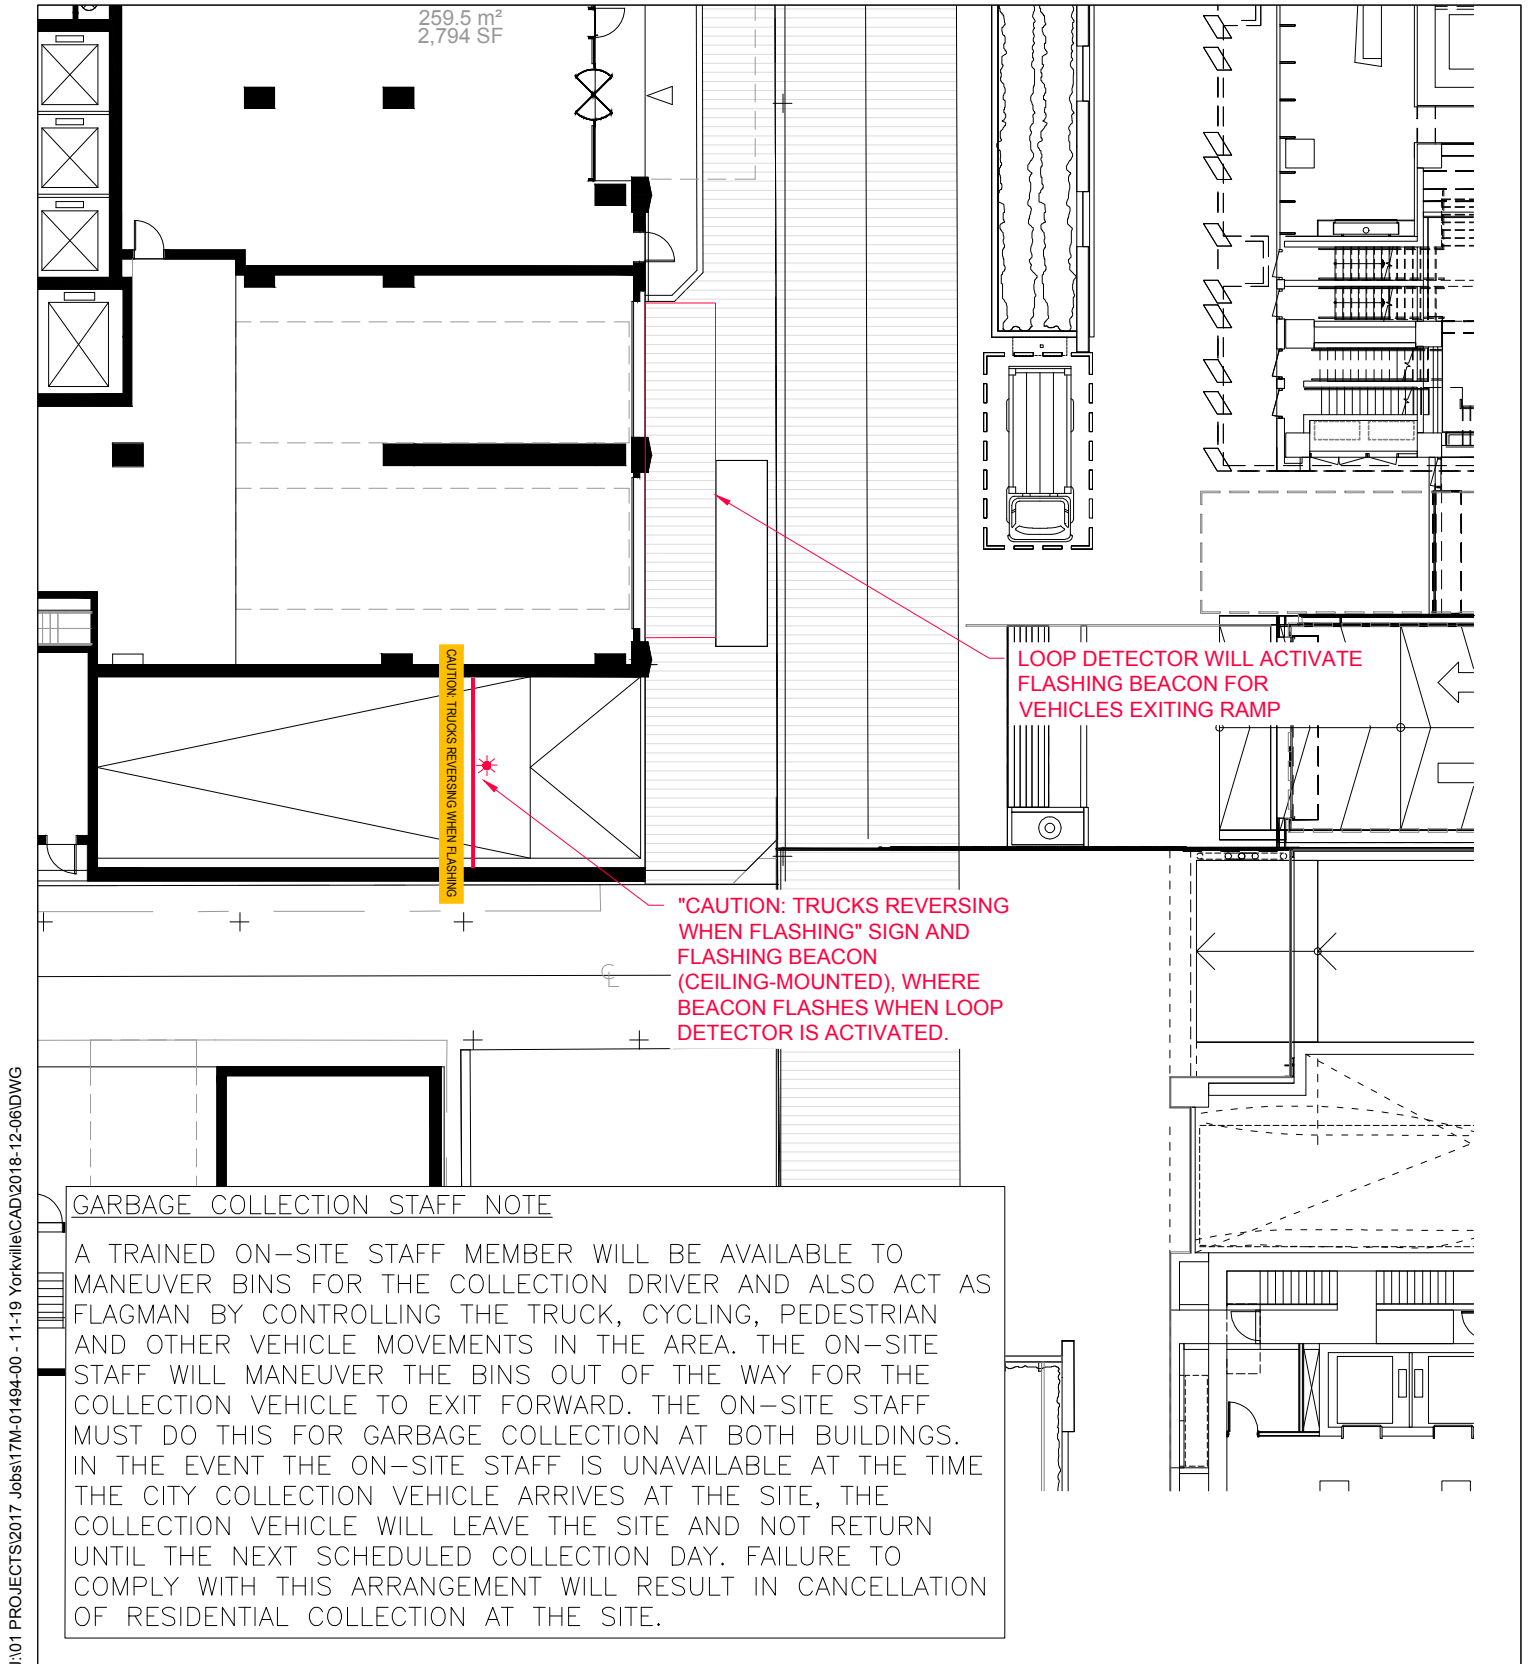 259.5 m²
2,794 SF
LOOP DETECTOR WILL ACTIVATE
FLASHING BEACON FOR
VEHICLES EXITING RAMP
CAUTION: TRUCKS REVERSING WHEN FLASHING
"CAUTION: TRUCKS REVERSING
WHEN FLASHING" SIGN AND
FLASHING BEACON
(CEILING-MOUNTED), WHERE
BEACON FLASHES WHEN LOOP
DETECTOR IS ACTIVATED.
GARBAGE COLLECTION STAFF NOTE
A TRAINED ON-SITE STAFF MEMBER WILL BE AVAILABLE TO
MANEUVER BINS FOR THE COLLECTION DRIVER AND ALSO ACT AS
FLAGMAN BY CONTROLLING THE TRUCK, CYCLING, PEDESTRIAN
AND OTHER VEHICLE MOVEMENTS IN THE AREA. THE ON-SITE
STAFF WILL MANEUVER THE BINS OUT OF THE WAY FOR THE
COLLECTION VEHICLE TO EXIT FORWARD. THE ON-SITE STAFF
MUST DO THIS FOR GARBAGE COLLECTION AT BOTH BUILDINGS.
IN THE EVENT THE ON-SITE STAFF IS UNAVAILABLE AT THE TIME
THE CITY COLLECTION VEHICLE ARRIVES AT THE SITE, THE
COLLECTION VEHICLE WILL LEAVE THE SITE AND NOT RETURN
UNTIL THE NEXT SCHEDULED COLLECTION DAY. FAILURE TO
COMPLY WITH THIS ARRANGEMENT WILL RESULT IN CANCELLATION
OF RESIDENTIAL COLLECTION AT THE SITE.
:\01 PROJECTS\2017 Jobs\17M-01494-00 - 11-19 Yorkville\CAD\2018-12-06\DWG